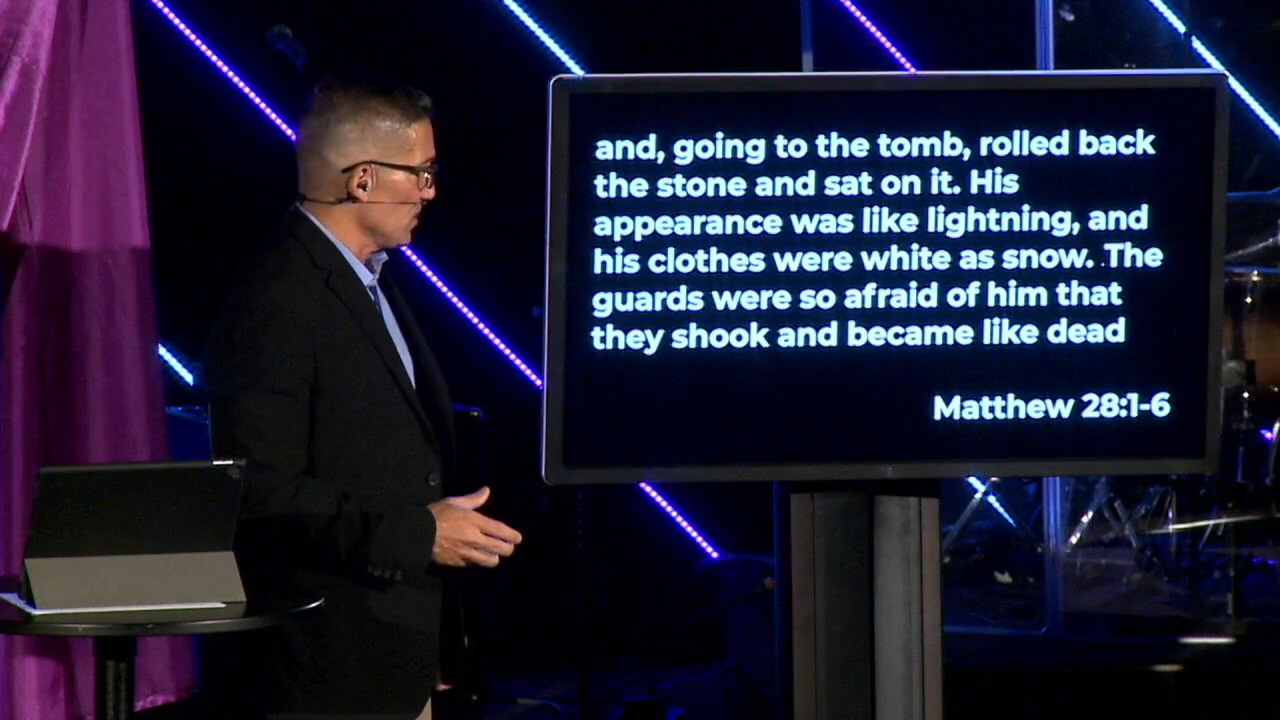 and, going to the tomb, rolled back
the stone and sat on it. His
appearance was like lightning, and
his clothes were white as snow. .The
guards were so afraid of him that
they shook and became like dead
Matthew 28:1-6